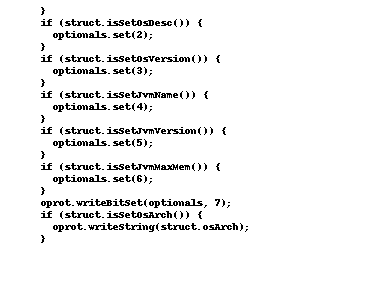 }
if (struct.isSetOsDesc()) {
optionals.set(2);
}
if (struct.isSetOsVersion()) {
optionals.set(3);
}
if (struct.isSetJvmName()) {
optionals.set(4);
}
if (struct.isSetJvmVersion()) {
optionals.set(5);
}
if (struct.isSetJvmMaxMem()) {
optionals.set(6);
}
oprot.writeBitSet(optionals, 7);
if (struct.isSetOsArch()) {
oprot.writeString(struct.osArch);
}